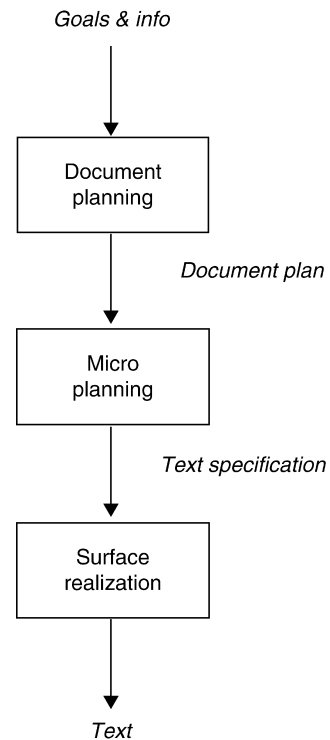 Goals & info
Document
planning
Document plan
Micro
planning
Text specification
Surface
realization
Text